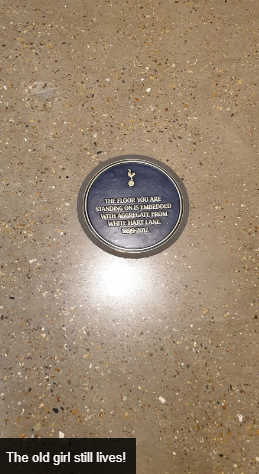 THE FLOOR YOU ARE
STANDING ON IS EMBEDDED
WITH AGGREGATE FROM
WHITE HART LANE
1899-2017
The old girl still lives!